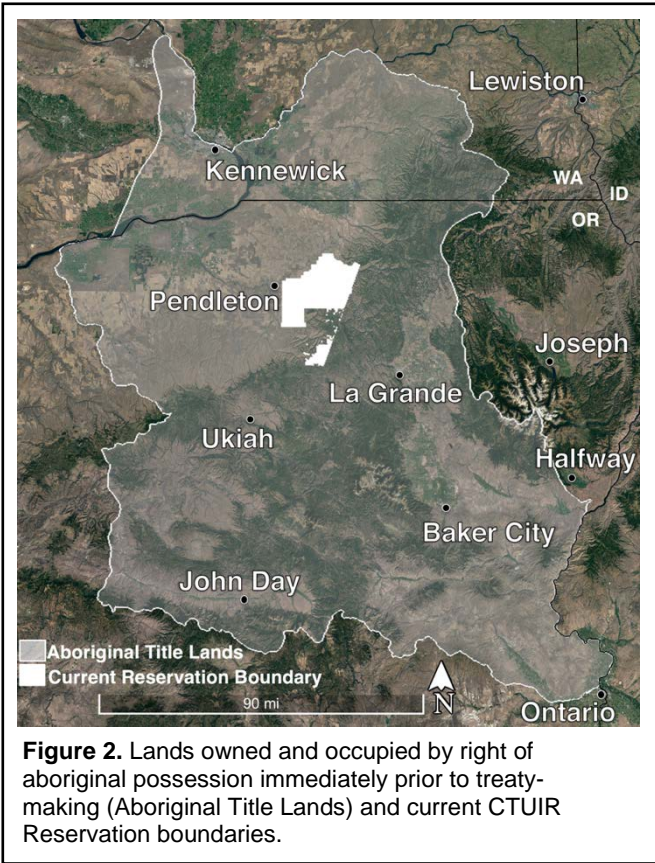 Lewiston
Kennewick
WA
ID
OR
Pendleton
Joseph
La Grande
Ukiah
Halfway
Baker City
John Day
Aboriginal Title Lands
Current Reservation Boundary
90 mi
N
Ontario
Figure 2. Lands owned and occupied by right of
aboriginal possession immediately prior to treaty-
making (Aboriginal Title Lands) and current CTUIR
Reservation boundaries.